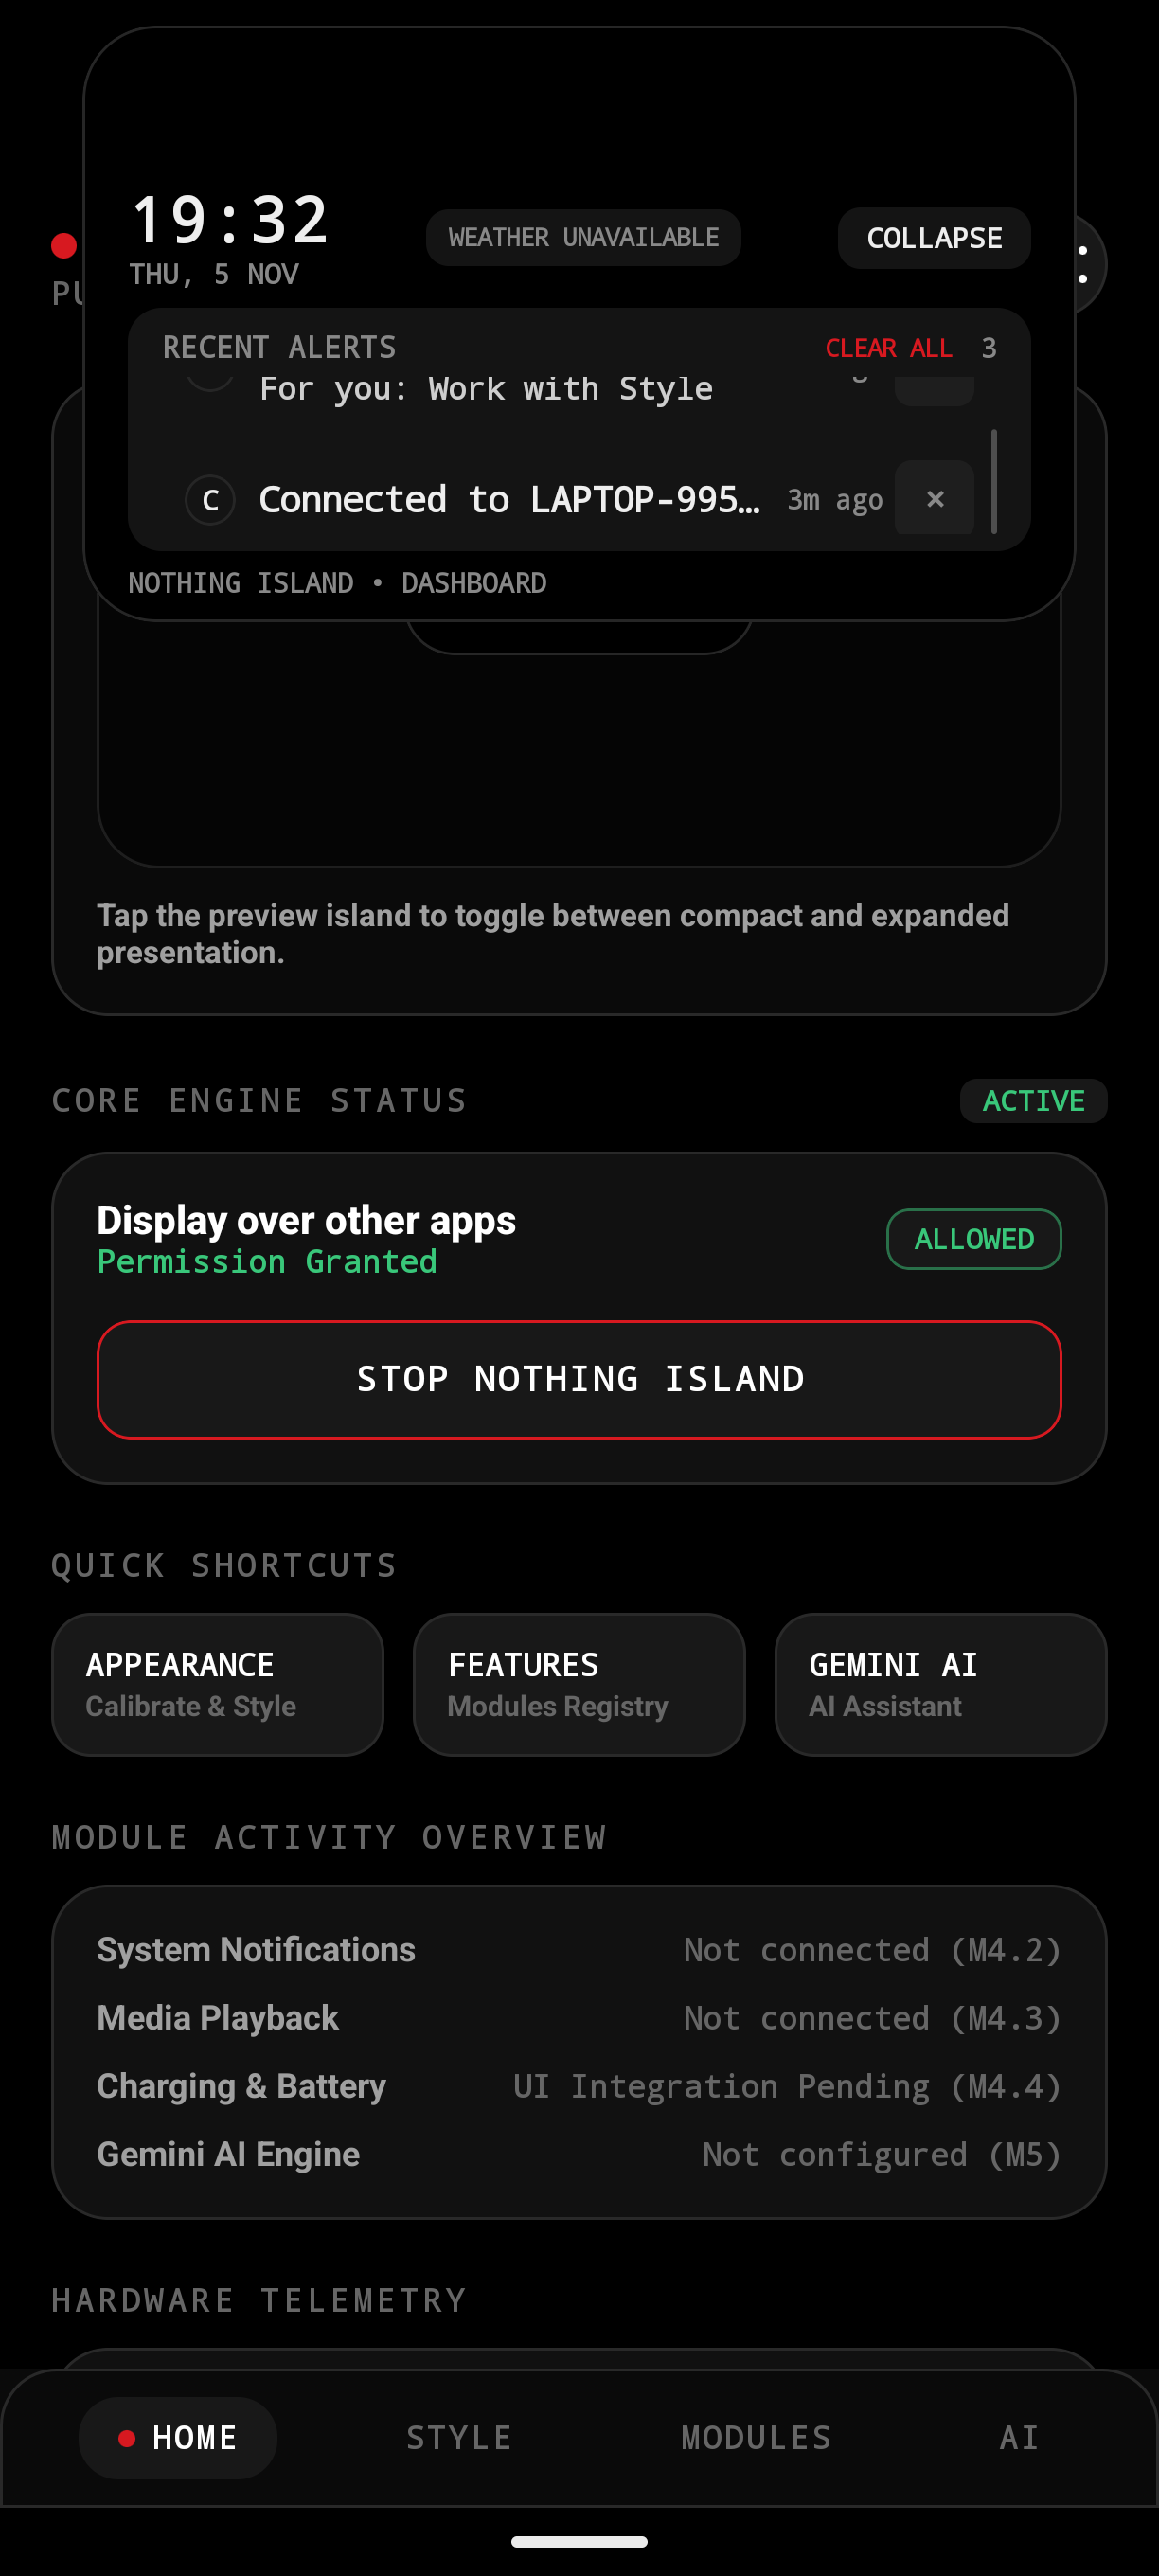 19:32
THU, 5 NOV
WEATHER UNAVAILABLE
COLLAPSE
RECENT ALERTS
CLEAR ALL
3
For you: Work with Style
C
Connected to LAPTOP-995…
3m ago
×
NOTHING ISLAND • DASHBOARD
Tap the preview island to toggle between compact and expanded
presentation.
CORE ENGINE STATUS
ACTIVE
Display over other apps
Permission Granted
ALLOWED
STOP NOTHING ISLAND
QUICK SHORTCUTS
APPEARANCE
Calibrate & Style
FEATURES
Modules Registry
GEMINI AI
AI Assistant
MODULE ACTIVITY OVERVIEW
System Notifications
Not connected (M4.2)
Media Playback
Not connected (M4.3)
Charging & Battery
UI Integration Pending (M4.4)
Gemini AI Engine
Not configured (M5)
HARDWARE TELEMETRY
HOME
STYLE
MODULES
AI